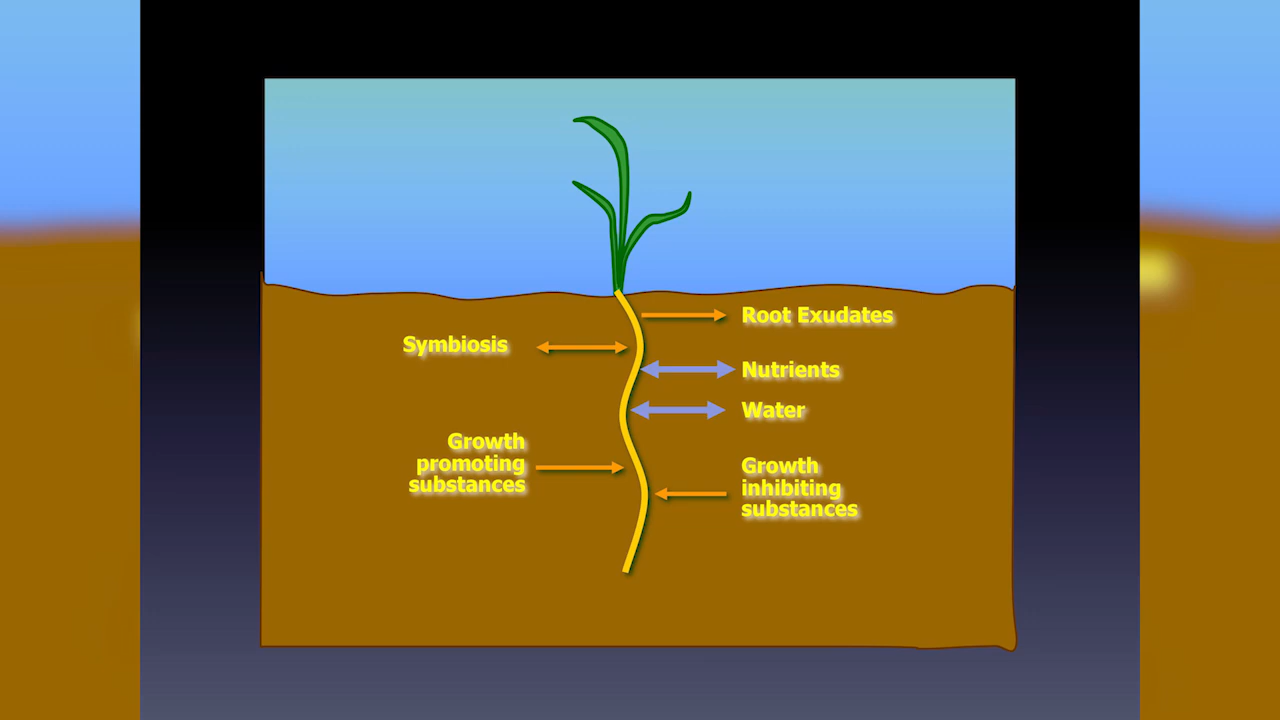 Root Exudates
Symbiosis
Nutrients
Water
Growth
promoting
substances
Growth
inhibiting
substances